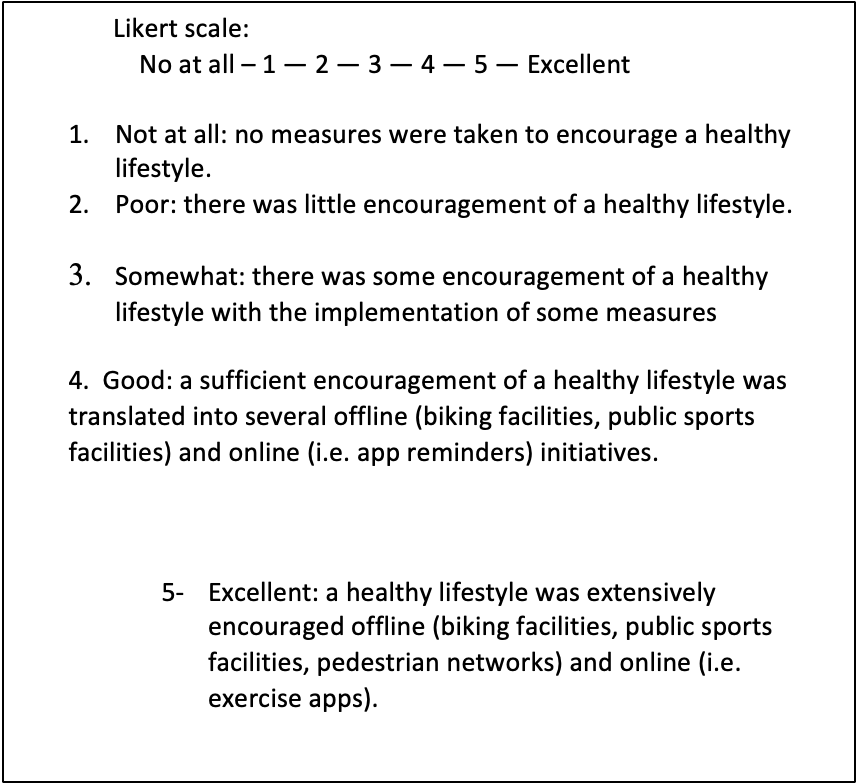 Likert scale:
No at all – 1 — 2 — 3 — 4 — 5 — Excellent
1. Not at all: no measures were taken to encourage a healthy
lifestyle.
2. Poor: there was little encouragement of a healthy lifestyle.
3. Somewhat: there was some encouragement of a healthy
lifestyle with the implementation of some measures
4. Good: a sufficient encouragement of a healthy lifestyle was
translated into several offline (biking facilities, public sports
facilities) and online (i.e. app reminders) initiatives.
5- Excellent: a healthy lifestyle was extensively
encouraged offline (biking facilities, public sports
facilities, pedestrian networks) and online (i.e.
exercise apps).